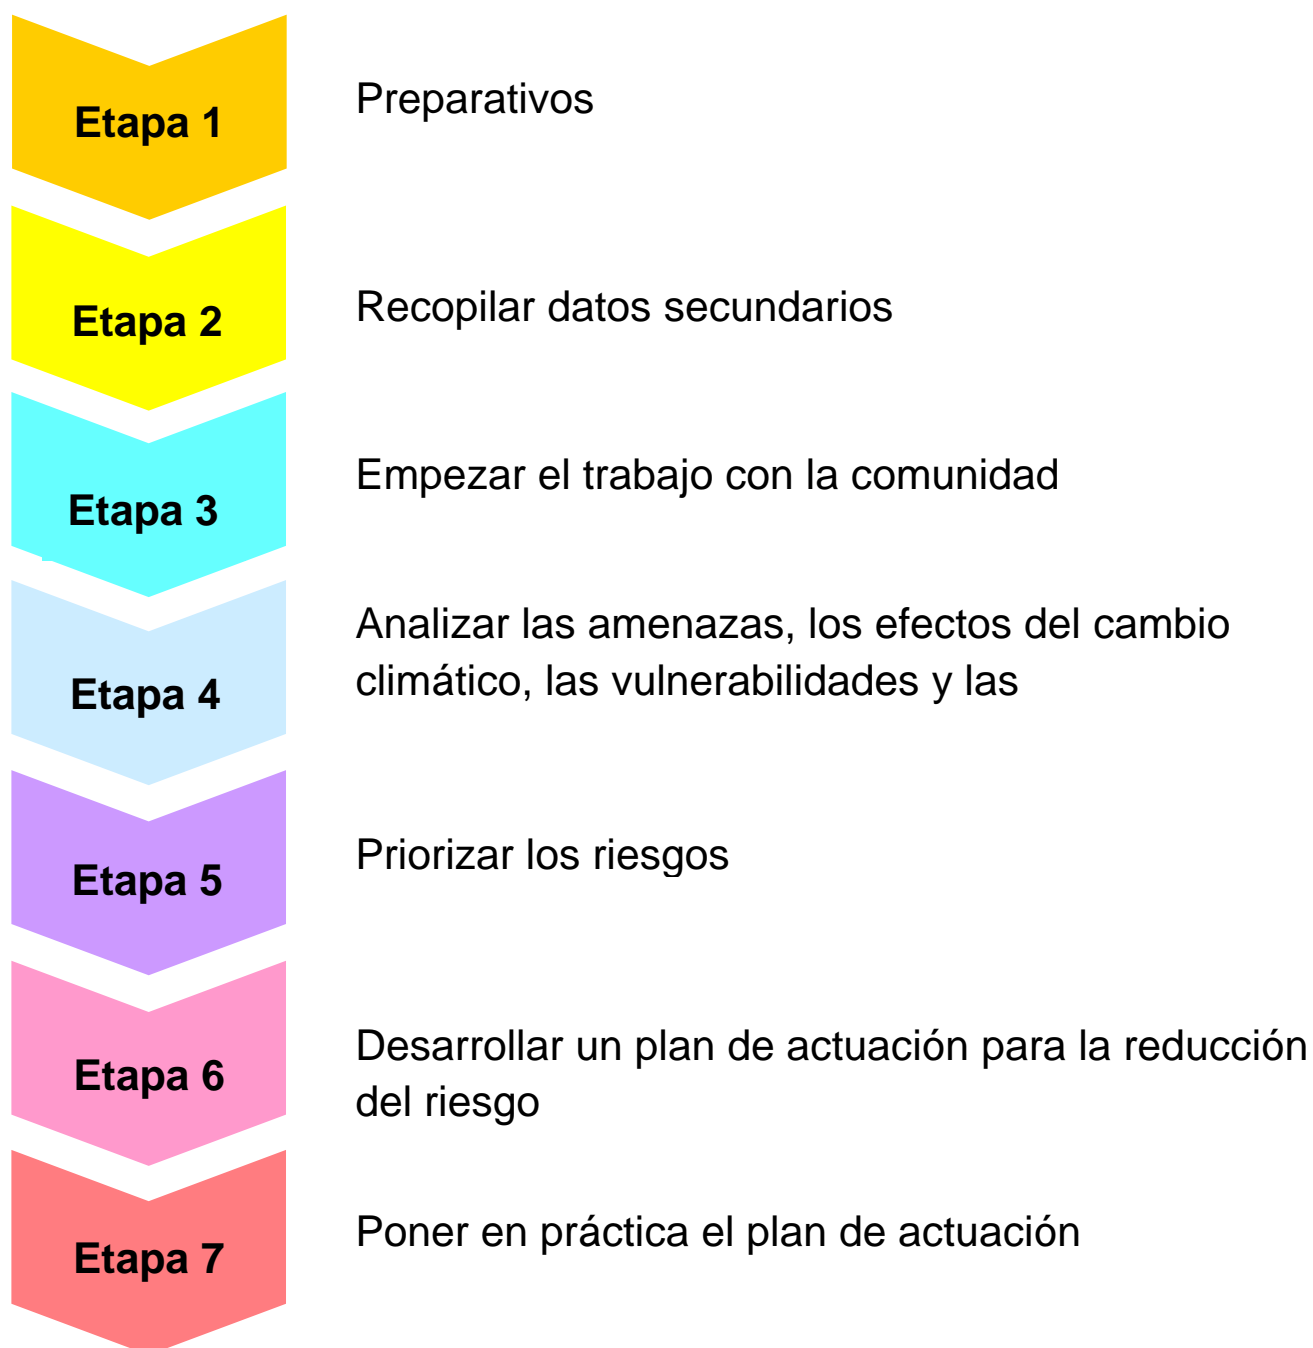 Etapa 1
Preparativos
Etapa 2
Recopilar datos secundarios
Etapa 3
Empezar el trabajo con la comunidad
Etapa 4
Analizar las amenazas, los efectos del cambio
climático, las vulnerabilidades y las
Etapa 5
Priorizar los riesgos
Etapa 6
Desarrollar un plan de actuación para la reducción
del riesgo
Etapa 7
Poner en práctica el plan de actuación